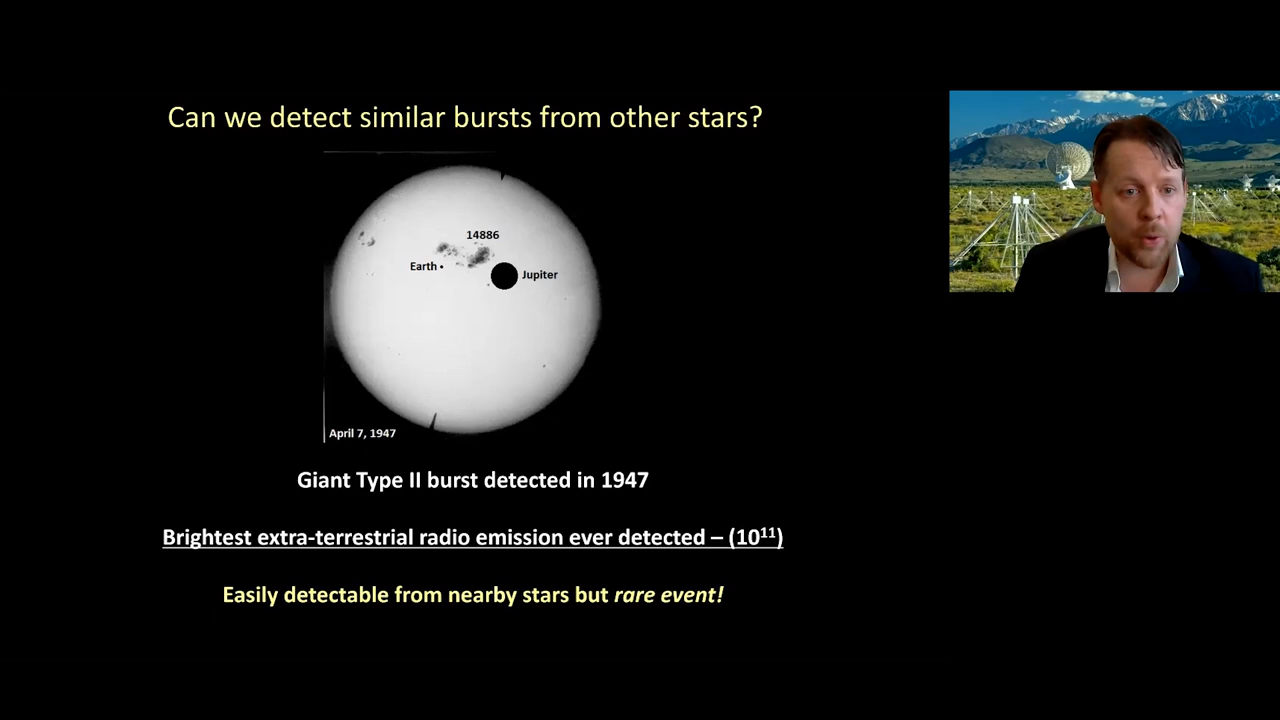 Can we detect similar bursts from other stars?
14886
Earth
Jupiter
April 7, 1947
Giant Type II burst detected in 1947
Brightest extra-terrestrial radio emission ever detected – (10¹¹)
Easily detectable from nearby stars but rare event!